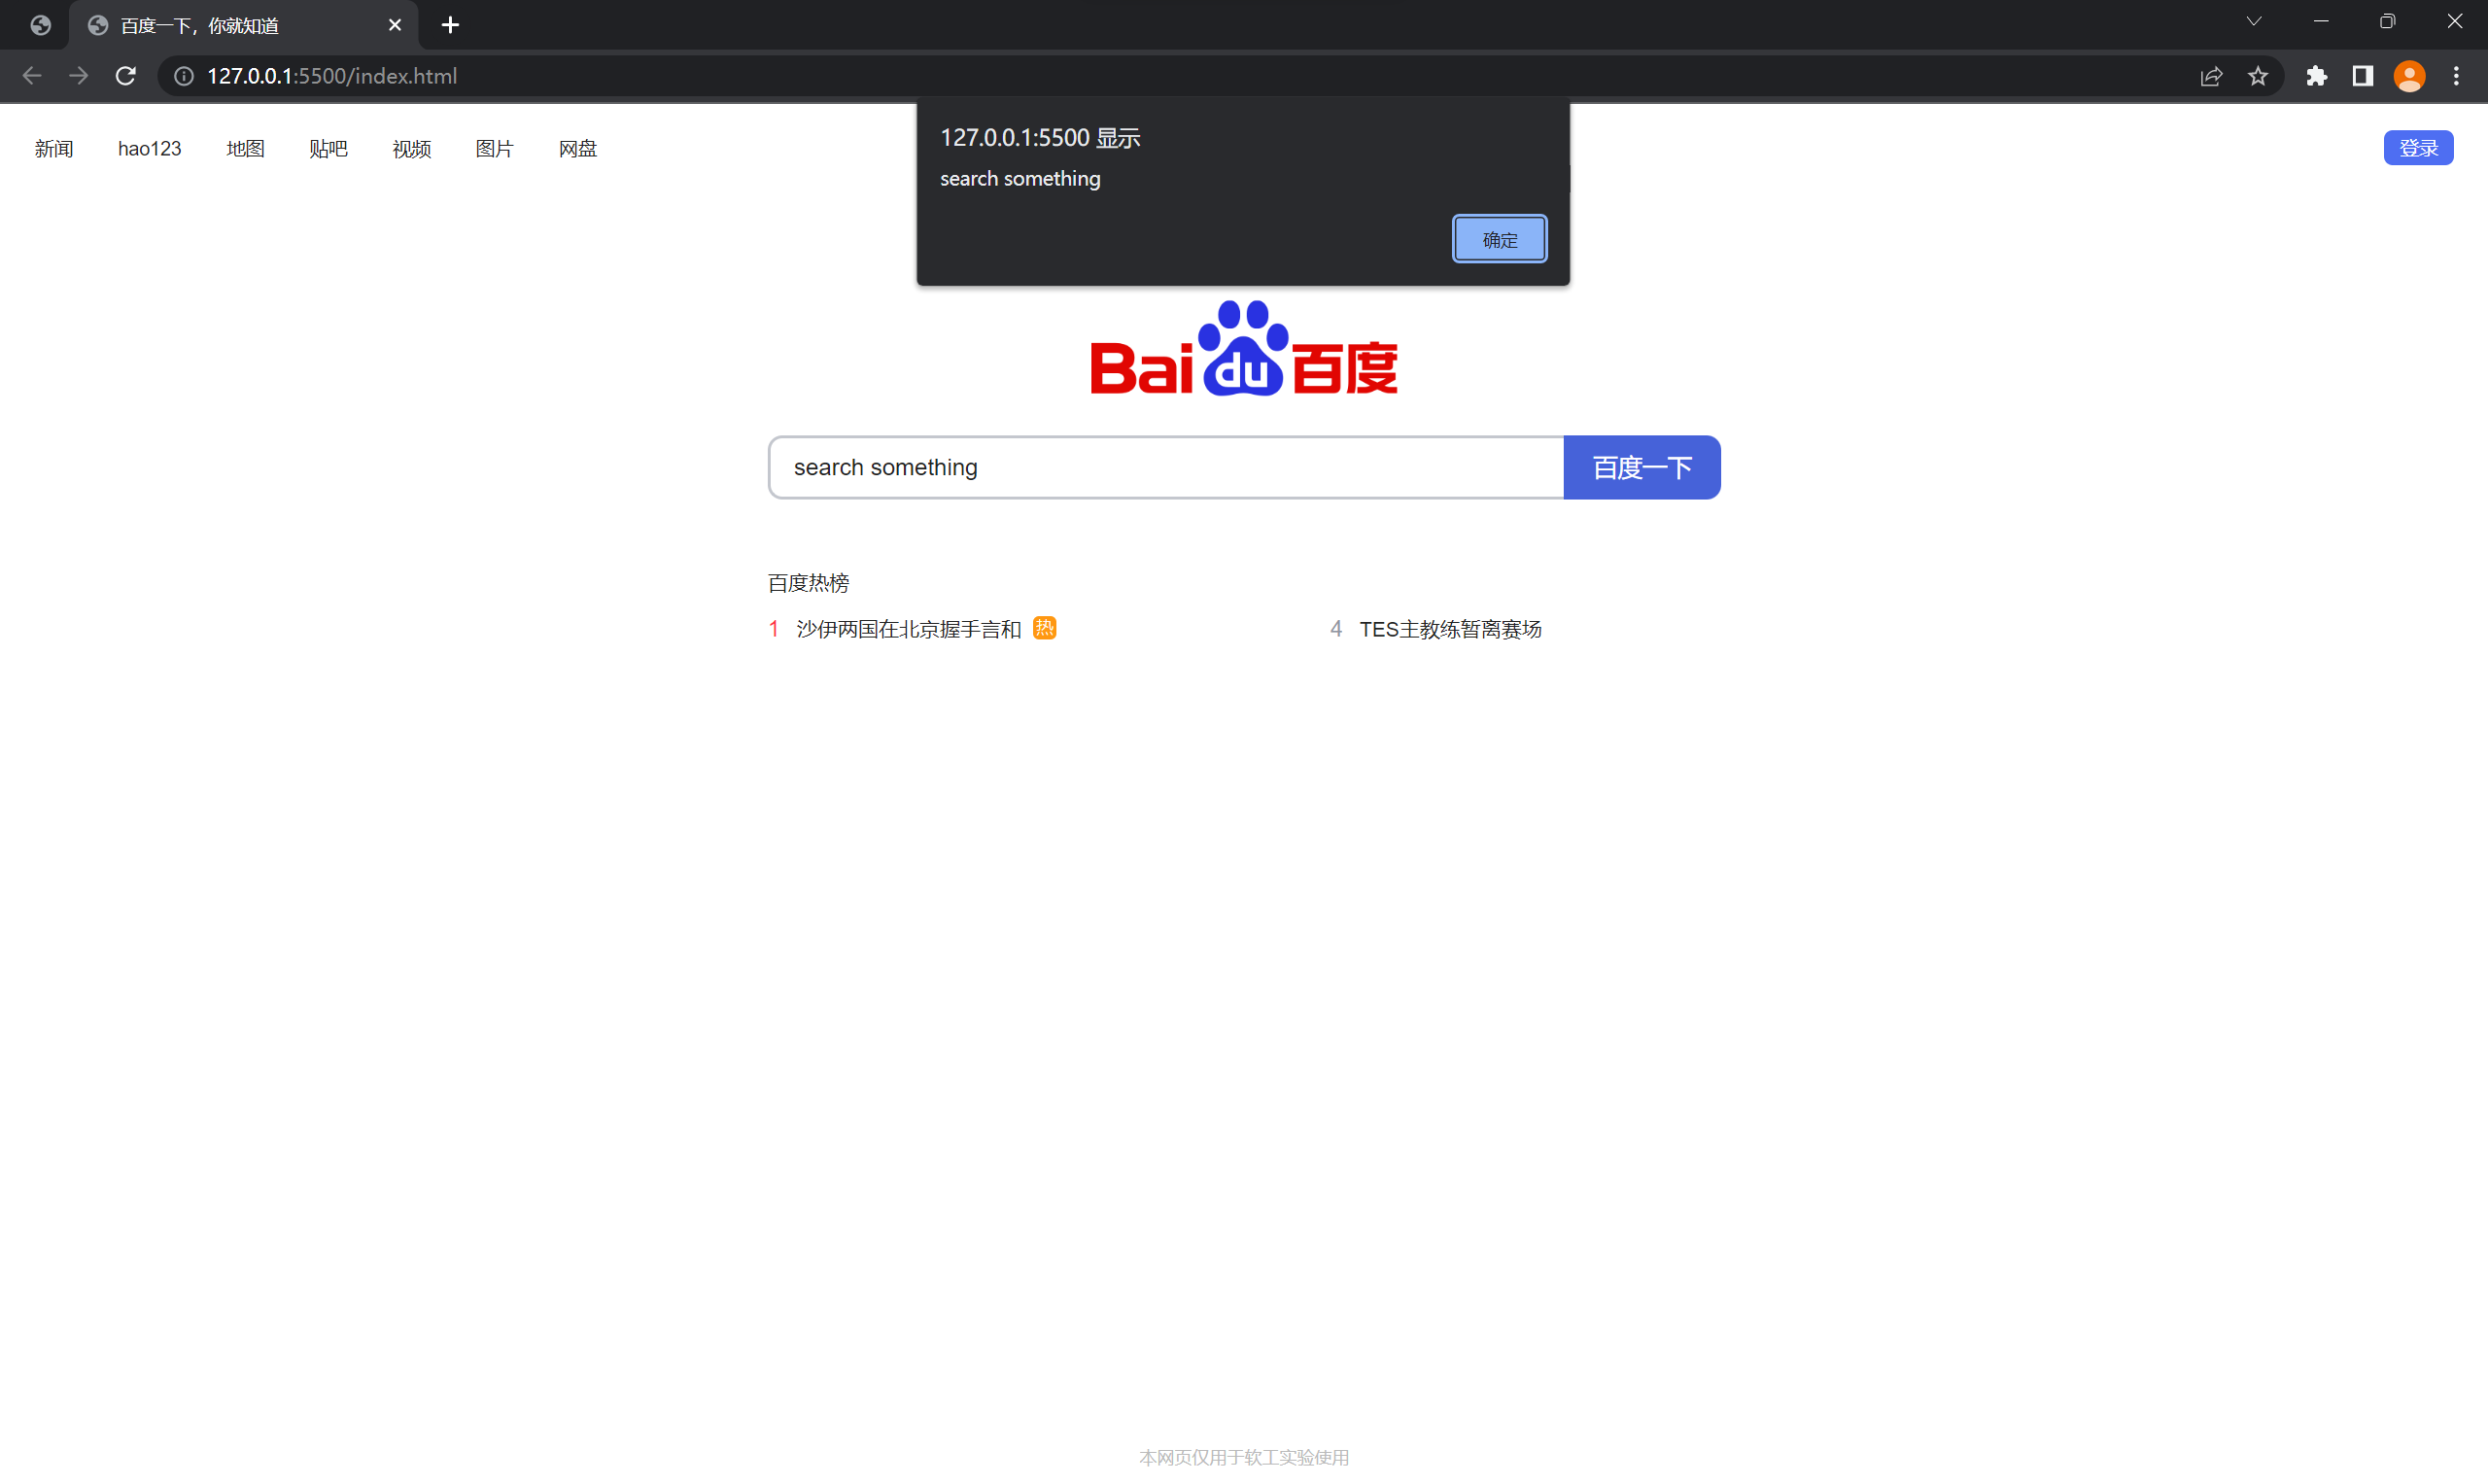 百度一下，你就知道
127.0.0.1:5500/index.html
新闻 hao123 地图 贴吧 视频 图片 网盘 登录
127.0.0.1:5500 显示
search something
确定
Bai du 百度
search something 百度一下
百度热榜
1 沙伊两国在北京握手言和 热 4 TES主教练暂离赛场
本网页仅用于软工实验使用